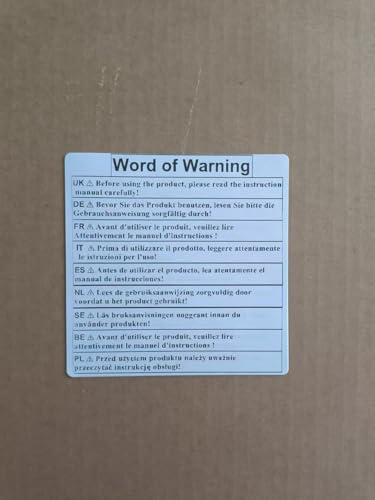 Word of Warning
UK ⚠ Before using the product, please read the instruction
manual carefully!
DE ⚠ Bevor Sie das Produkt benutzen, lesen Sie bitte die
Gebrauchsanweisung sorgfältig durch!
FR ⚠ Avant d'utiliser le produit, veuillez lire
Attentivement le manuel d'instructions !
IT ⚠ Prima di utilizzare il prodotto, leggere attentamente
le istruzioni per l'uso!
ES ⚠ Antes de utilizar el producto, lea atentamente el
manual de instrucciones!
NL ⚠ Lees de gebruiksaanwijzing zorgvuldig door
voordat u het product gebruikt!
SE ⚠ Läs bruksanvisningen noggrant innan du
använder produkten!
BE ⚠ Avant d'utiliser le produit, veuillez lire
attentivement le manuel d'instructions !
PL ⚠ Przed użyciem produktu należy uważnie
przeczytać instrukcję obsługi!